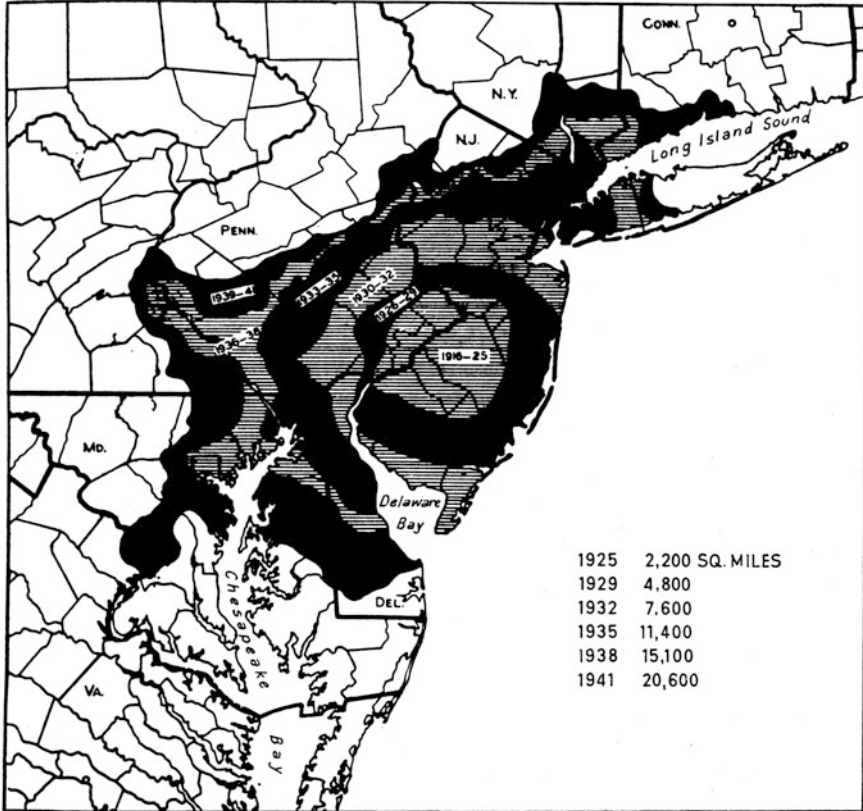 CONN.
N.Y.
N.J.
Long Island Sound
PENN.
1939-41
1933-35
1930-32
1926-29
1936-38
1916-25
MD.
Delaware
Bay
DEL.
Chesapeake
Bay
VA.
1925 2,200 SQ. MILES
1929 4,800
1932 7,600
1935 11,400
1938 15,100
1941 20,600